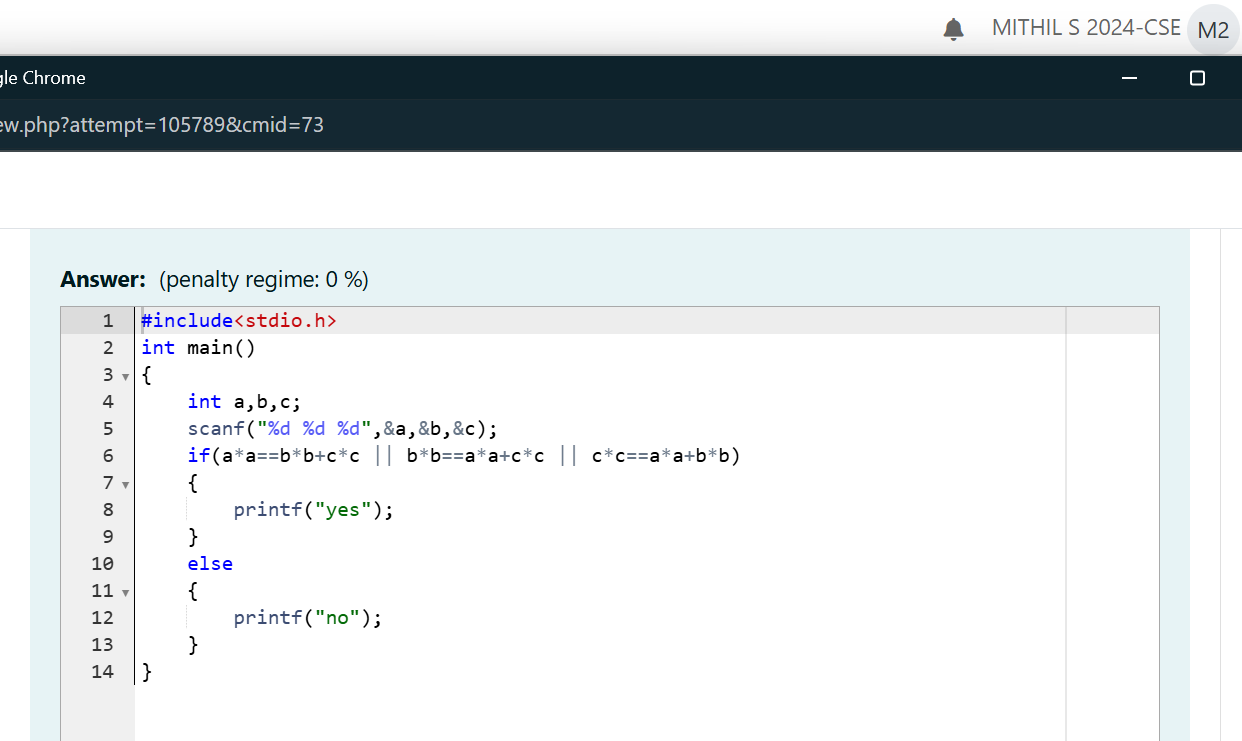 MITHIL S 2024-CSE M2
gle Chrome
ew.php?attempt=105789&cmid=73
Answer: (penalty regime: 0 %)
1 #include<stdio.h>
2 int main()
3 {
4     int a,b,c;
5     scanf("%d %d %d",&a,&b,&c);
6     if(a*a==b*b+c*c || b*b==a*a+c*c || c*c==a*a+b*b)
7     {
8         printf("yes");
9     }
10     else
11     {
12         printf("no");
13     }
14 }